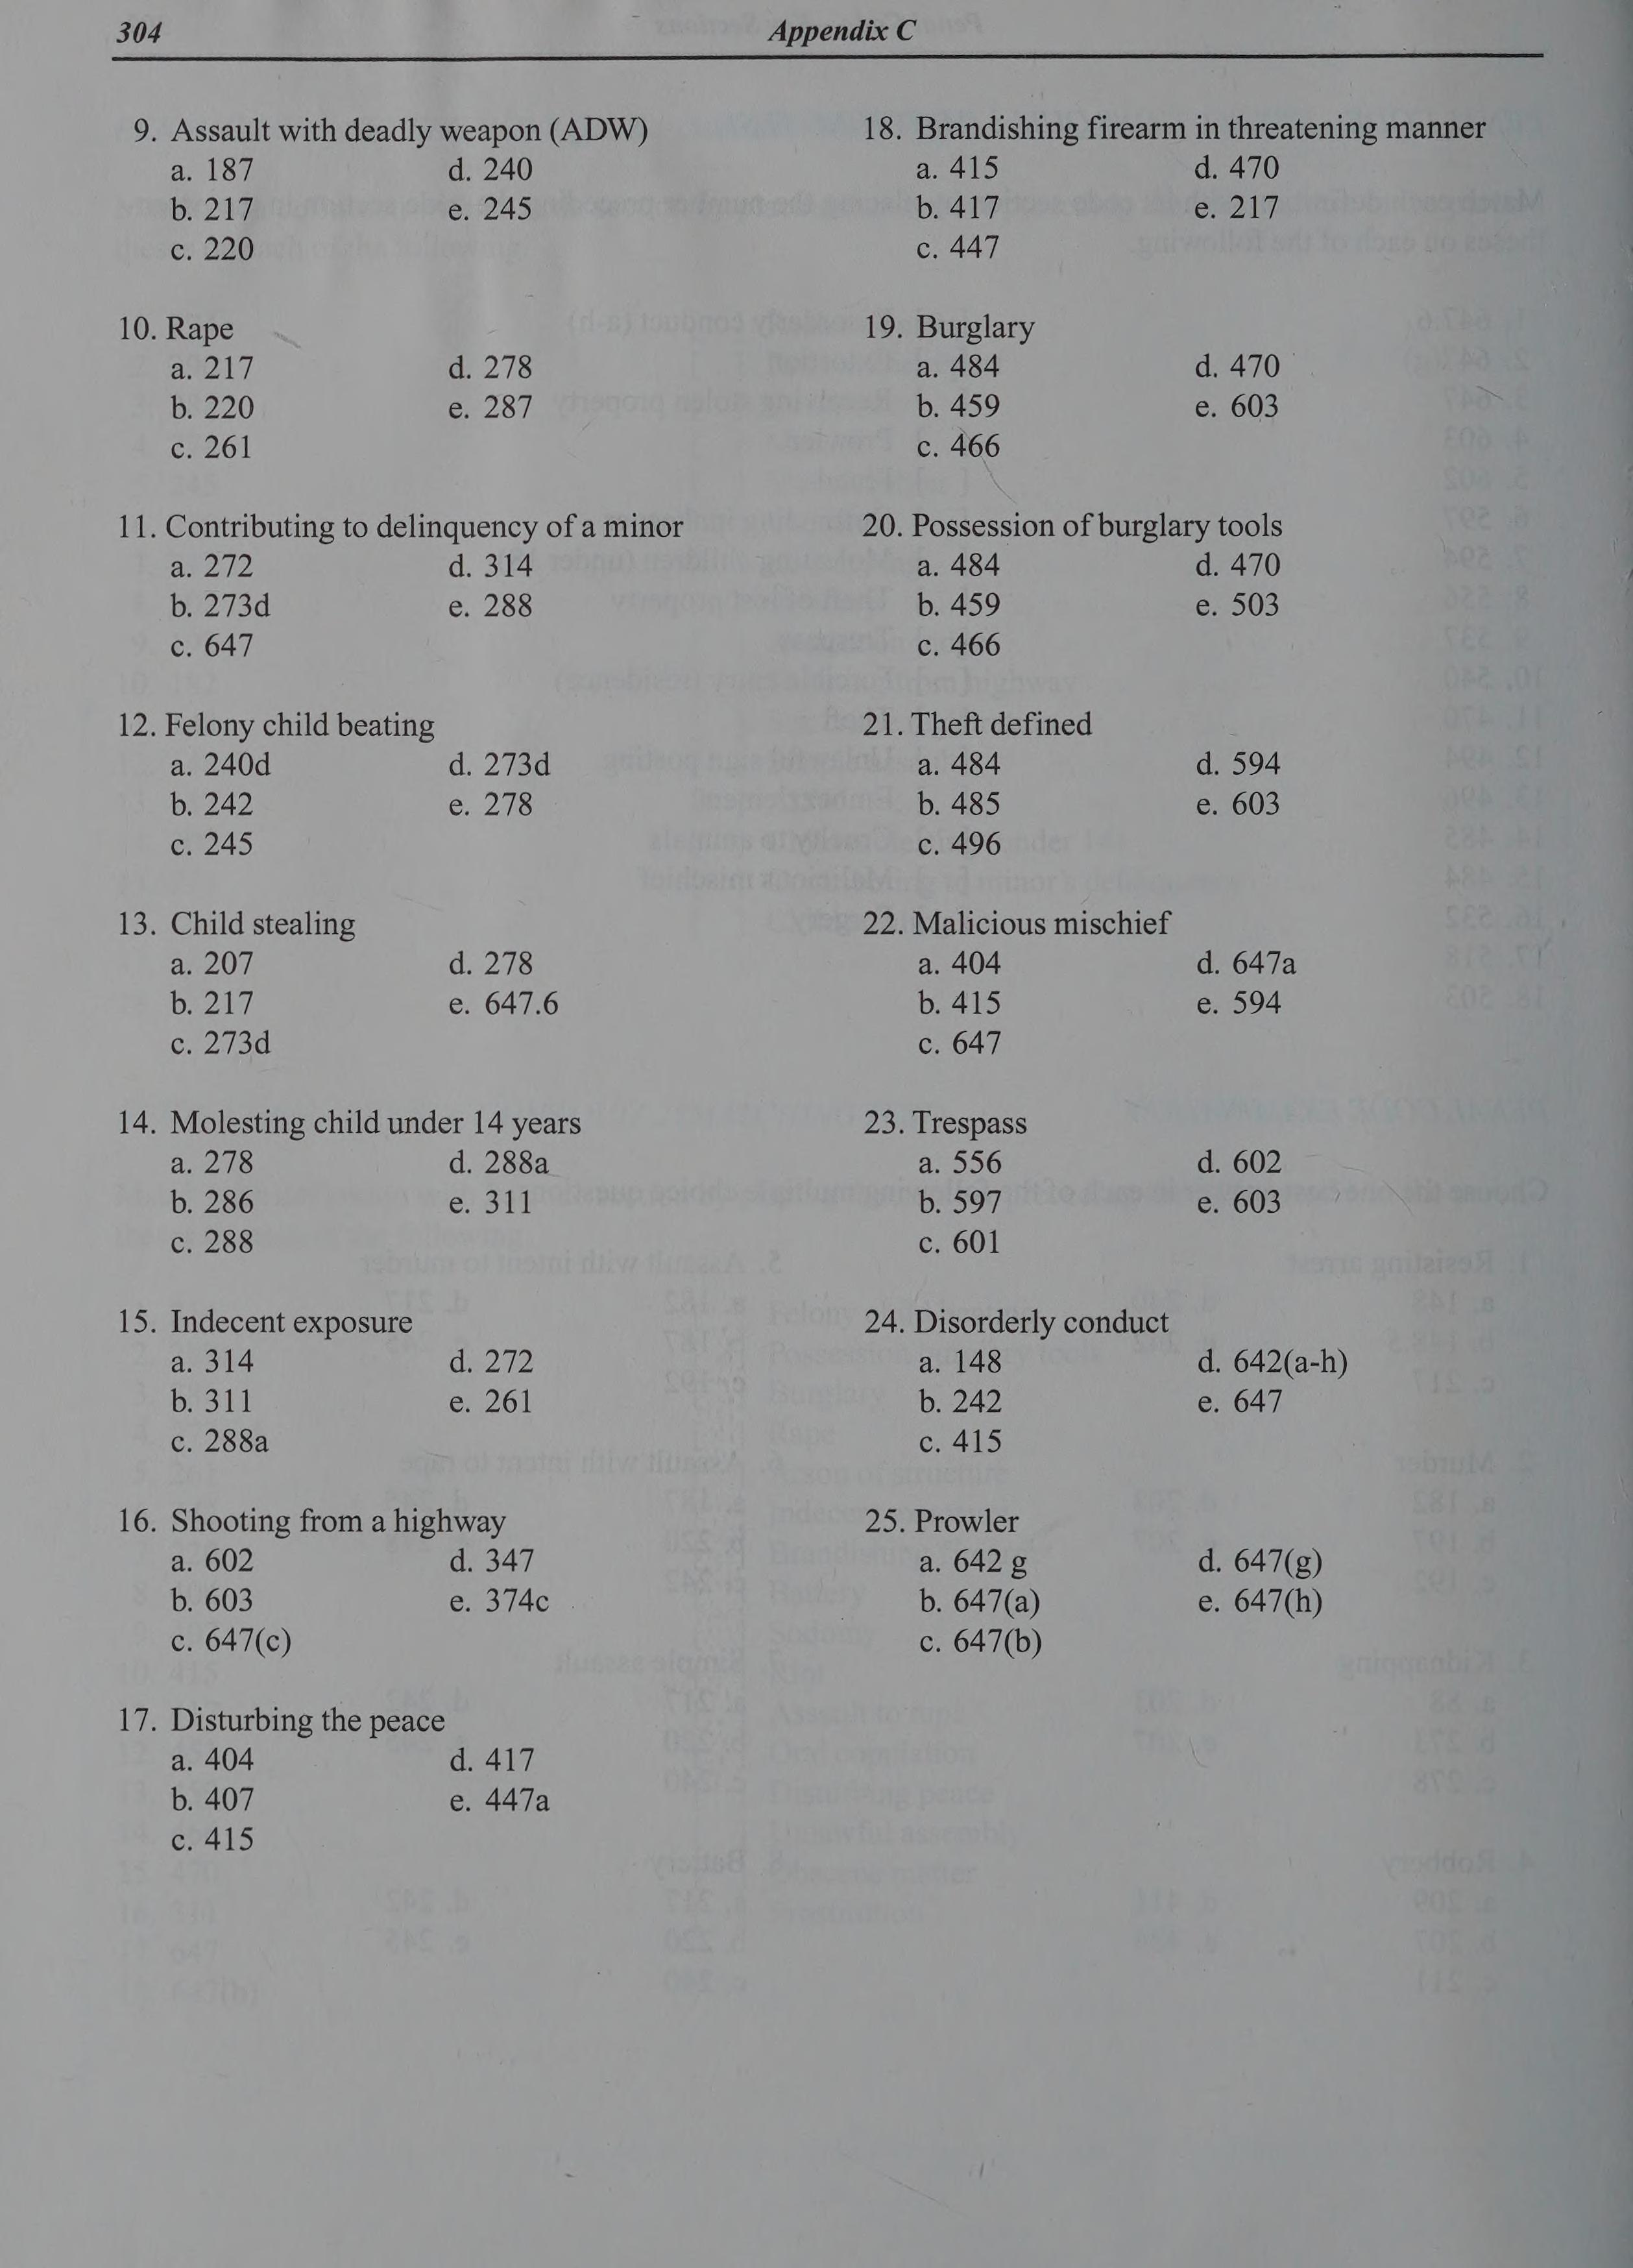 304
Appendix C
9. Assault with deadly weapon (ADW)
a. 187 d. 240
b. 217 e. 245
c. 220
10. Rape
a. 217 d. 278
b. 220 e. 287
c. 261
11. Contributing to delinquency of a minor
a. 272 d. 314
b. 273d e. 288
c. 647
12. Felony child beating
a. 240d d. 273d
b. 242 e. 278
c. 245
13. Child stealing
a. 207 d. 278
b. 217 e. 647.6
c. 273d
14. Molesting child under 14 years
a. 278 d. 288a
b. 286 e. 311
c. 288
15. Indecent exposure
a. 314 d. 272
b. 311 e. 261
c. 288a
16. Shooting from a highway
a. 602 d. 347
b. 603 e. 374c
c. 647(c)
17. Disturbing the peace
a. 404 d. 417
b. 407 e. 447a
c. 415
18. Brandishing firearm in threatening manner
a. 415 d. 470
b. 417 e. 217
c. 447
19. Burglary
a. 484 d. 470
b. 459 e. 603
c. 466
20. Possession of burglary tools
a. 484 d. 470
b. 459 e. 503
c. 466
21. Theft defined
a. 484 d. 594
b. 485 e. 603
c. 496
22. Malicious mischief
a. 404 d. 647a
b. 415 e. 594
c. 647
23. Trespass
a. 556 d. 602
b. 597 e. 603
c. 601
24. Disorderly conduct
a. 148 d. 642(a-h)
b. 242 e. 647
c. 415
25. Prowler
a. 642 g d. 647(g)
b. 647(a) e. 647(h)
c. 647(b)